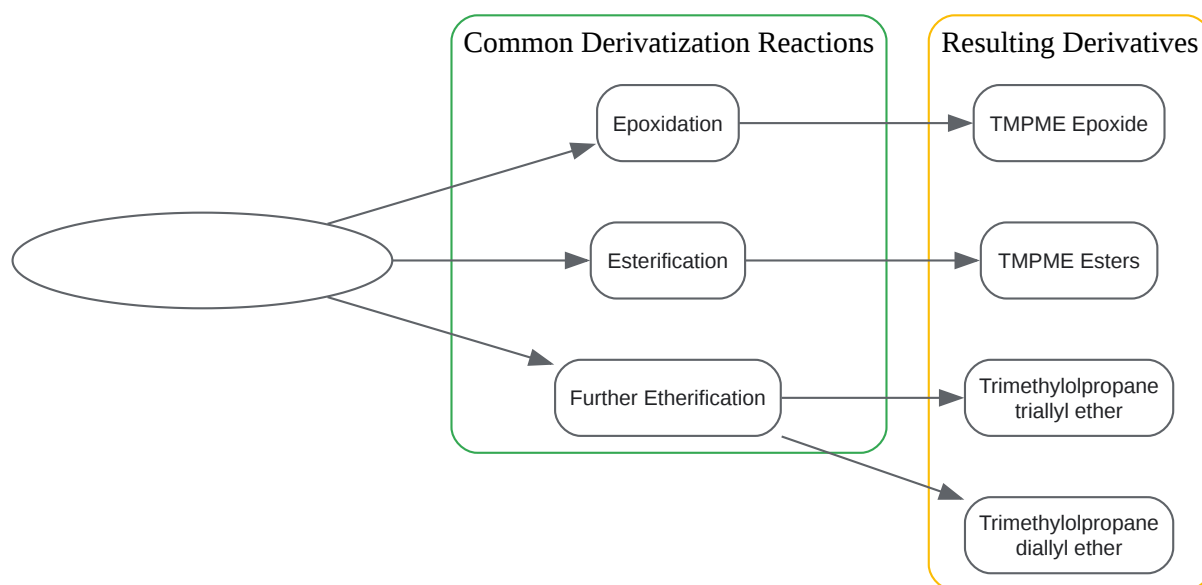 Common Derivatization Reactions
Resulting Derivatives
Epoxidation
TMPME Epoxide
Esterification
TMPME Esters
Further Etherification
Trimethylolpropane
triallyl ether
Trimethylolpropane
diallyl ether